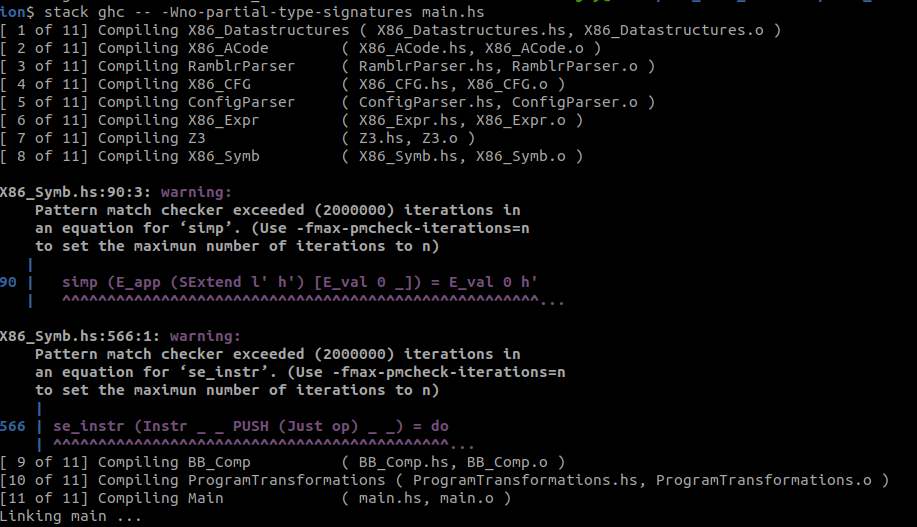 ion$ stack ghc -- -Wno-partial-type-signatures main.hs
[ 1 of 11] Compiling X86_Datastructures ( X86_Datastructures.hs, X86_Datastructures.o )
[ 2 of 11] Compiling X86_ACode        ( X86_ACode.hs, X86_ACode.o )
[ 3 of 11] Compiling RamblrParser     ( RamblrParser.hs, RamblrParser.o )
[ 4 of 11] Compiling X86_CFG          ( X86_CFG.hs, X86_CFG.o )
[ 5 of 11] Compiling ConfigParser     ( ConfigParser.hs, ConfigParser.o )
[ 6 of 11] Compiling X86_Expr         ( X86_Expr.hs, X86_Expr.o )
[ 7 of 11] Compiling Z3               ( Z3.hs, Z3.o )
[ 8 of 11] Compiling X86_Symb         ( X86_Symb.hs, X86_Symb.o )
X86_Symb.hs:90:3: warning:
    Pattern match checker exceeded (2000000) iterations in
    an equation for ‘simp’. (Use -fmax-pmcheck-iterations=n
    to set the maximun number of iterations to n)
   |
90 |   simp (E_app (SExtend l' h') [E_val 0 _]) = E_val 0 h'
   |   ^^^^^^^^^^^^^^^^^^^^^^^^^^^^^^^^^^^^^^^^^^^^^^^^^^^^^...
X86_Symb.hs:566:1: warning:
    Pattern match checker exceeded (2000000) iterations in
    an equation for ‘se_instr’. (Use -fmax-pmcheck-iterations=n
    to set the maximun number of iterations to n)
    |
566 | se_instr (Instr _ _ PUSH (Just op) _ _) = do
    | ^^^^^^^^^^^^^^^^^^^^^^^^^^^^^^^^^^^^^^^^^^^^...
[ 9 of 11] Compiling BB_Comp          ( BB_Comp.hs, BB_Comp.o )
[10 of 11] Compiling ProgramTransformations ( ProgramTransformations.hs, ProgramTransformations.o )
[11 of 11] Compiling Main             ( main.hs, main.o )
Linking main ...